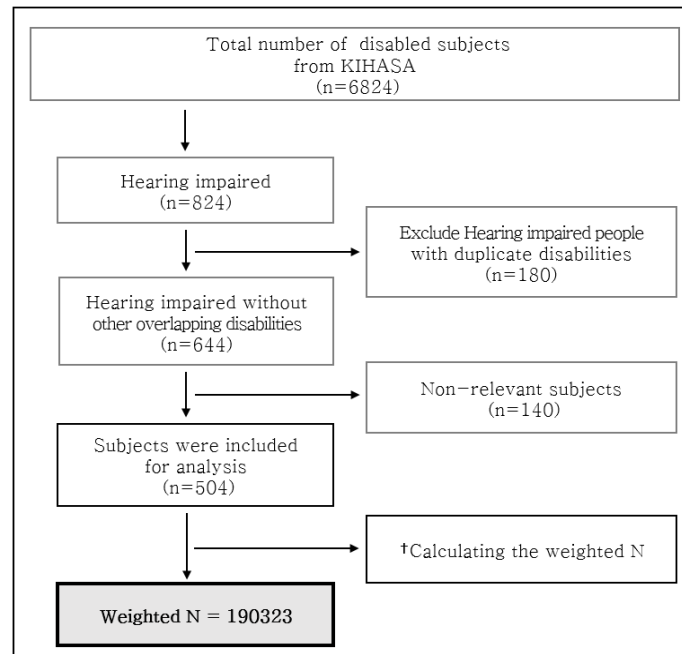 Total number of disabled subjects
from KIHASA
(n=6824)
Hearing impaired
(n=824)
Exclude Hearing impaired people
with duplicate disabilities
(n=180)
Hearing impaired without
other overlapping disabilities
(n=644)
Non-relevant subjects
(n=140)
Subjects were included
for analysis
(n=504)
†Calculating the weighted N
Weighted N = 190323